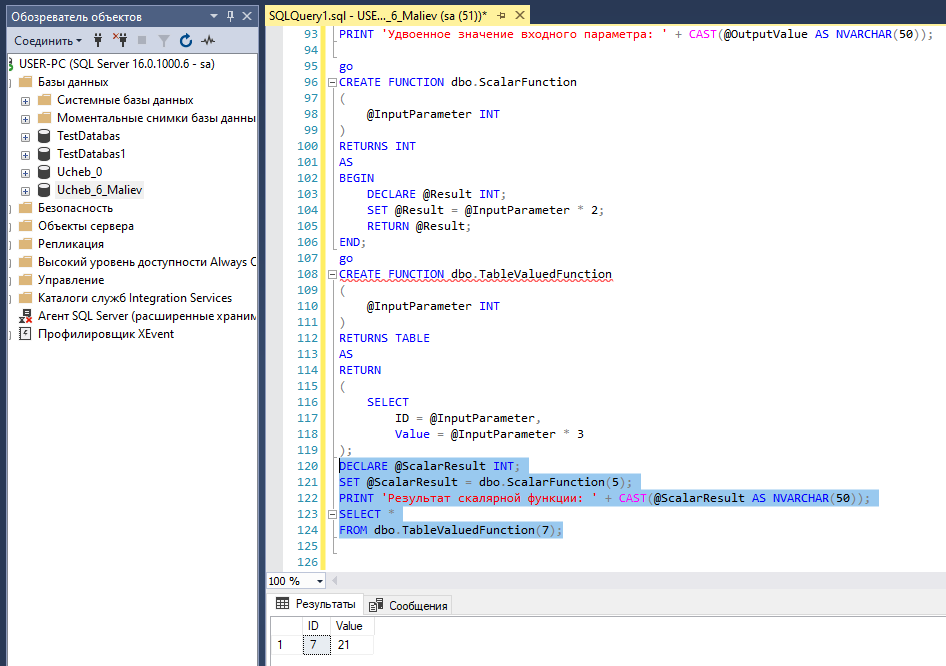 Обозреватель объектов
Соединить
USER-PC (SQL Server 16.0.1000.6 - sa)
Базы данных
Системные базы данных
Моментальные снимки базы данны
TestDatabas
TestDatabas1
Ucheb_0
Ucheb_6_Maliev
Безопасность
Объекты сервера
Репликация
Высокий уровень доступности Always O
Управление
Каталоги служб Integration Services
Агент SQL Server (расширенные храним
Профилировщик XEvent
SQLQuery1.sql - USE..._6_Maliev (sa (51))*
93 PRINT 'Удвоенное значение входного параметра: ' + CAST(@OutputValue AS NVARCHAR(50));
94
95 go
96 CREATE FUNCTION dbo.ScalarFunction
97 (
98 @InputParameter INT
99 )
100 RETURNS INT
101 AS
102 BEGIN
103 DECLARE @Result INT;
104 SET @Result = @InputParameter * 2;
105 RETURN @Result;
106 END;
107 go
108 CREATE FUNCTION dbo.TableValuedFunction
109 (
110 @InputParameter INT
111 )
112 RETURNS TABLE
113 AS
114 RETURN
115 (
116 SELECT
117 ID = @InputParameter,
118 Value = @InputParameter * 3
119 );
120 DECLARE @ScalarResult INT;
121 SET @ScalarResult = dbo.ScalarFunction(5);
122 PRINT 'Результат скалярной функции: ' + CAST(@ScalarResult AS NVARCHAR(50));
123 SELECT *
124 FROM dbo.TableValuedFunction(7);
125
126
100 %
Результаты Сообщения
ID Value
1 7 21